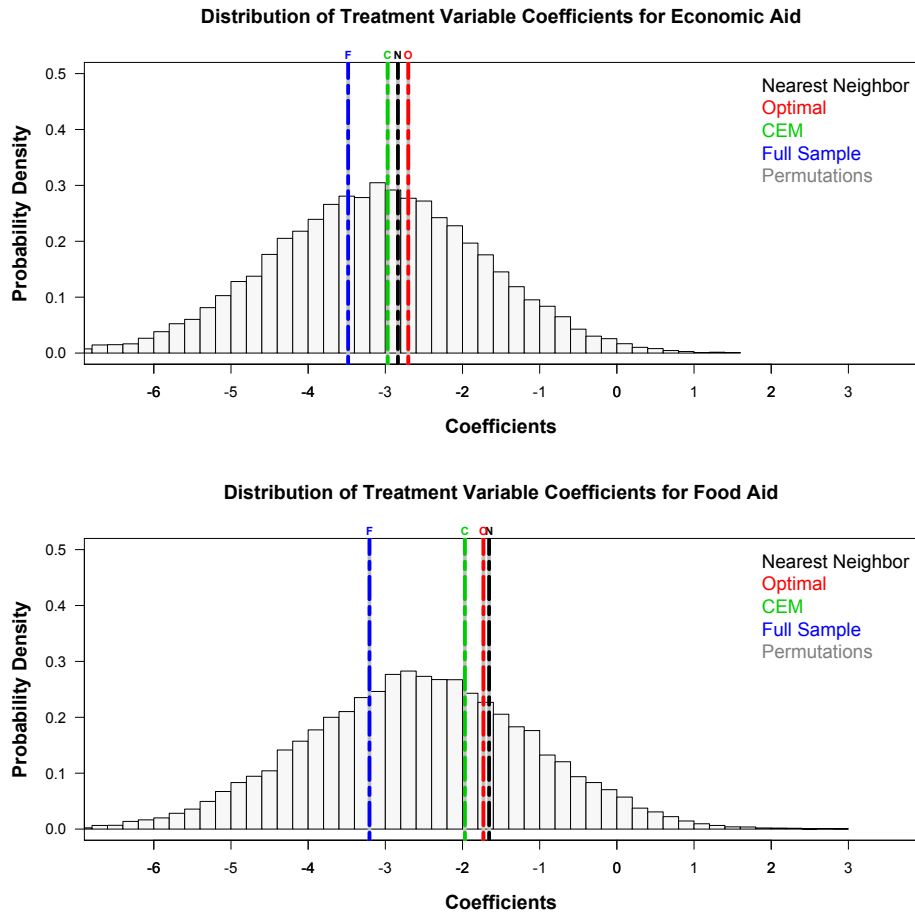 Distribution of Treatment Variable Coefficients for Economic Aid
F C N O
0.5
0.4
0.3
0.2
0.1
0.0
Probability Density
Nearest Neighbor
Optimal
CEM
Full Sample
Permutations
-6 -5 -4 -3 -2 -1 0 1 2 3
Coefficients
Distribution of Treatment Variable Coefficients for Food Aid
F C O N
0.5
0.4
0.3
0.2
0.1
0.0
Probability Density
Nearest Neighbor
Optimal
CEM
Full Sample
Permutations
-6 -5 -4 -3 -2 -1 0 1 2 3
Coefficients